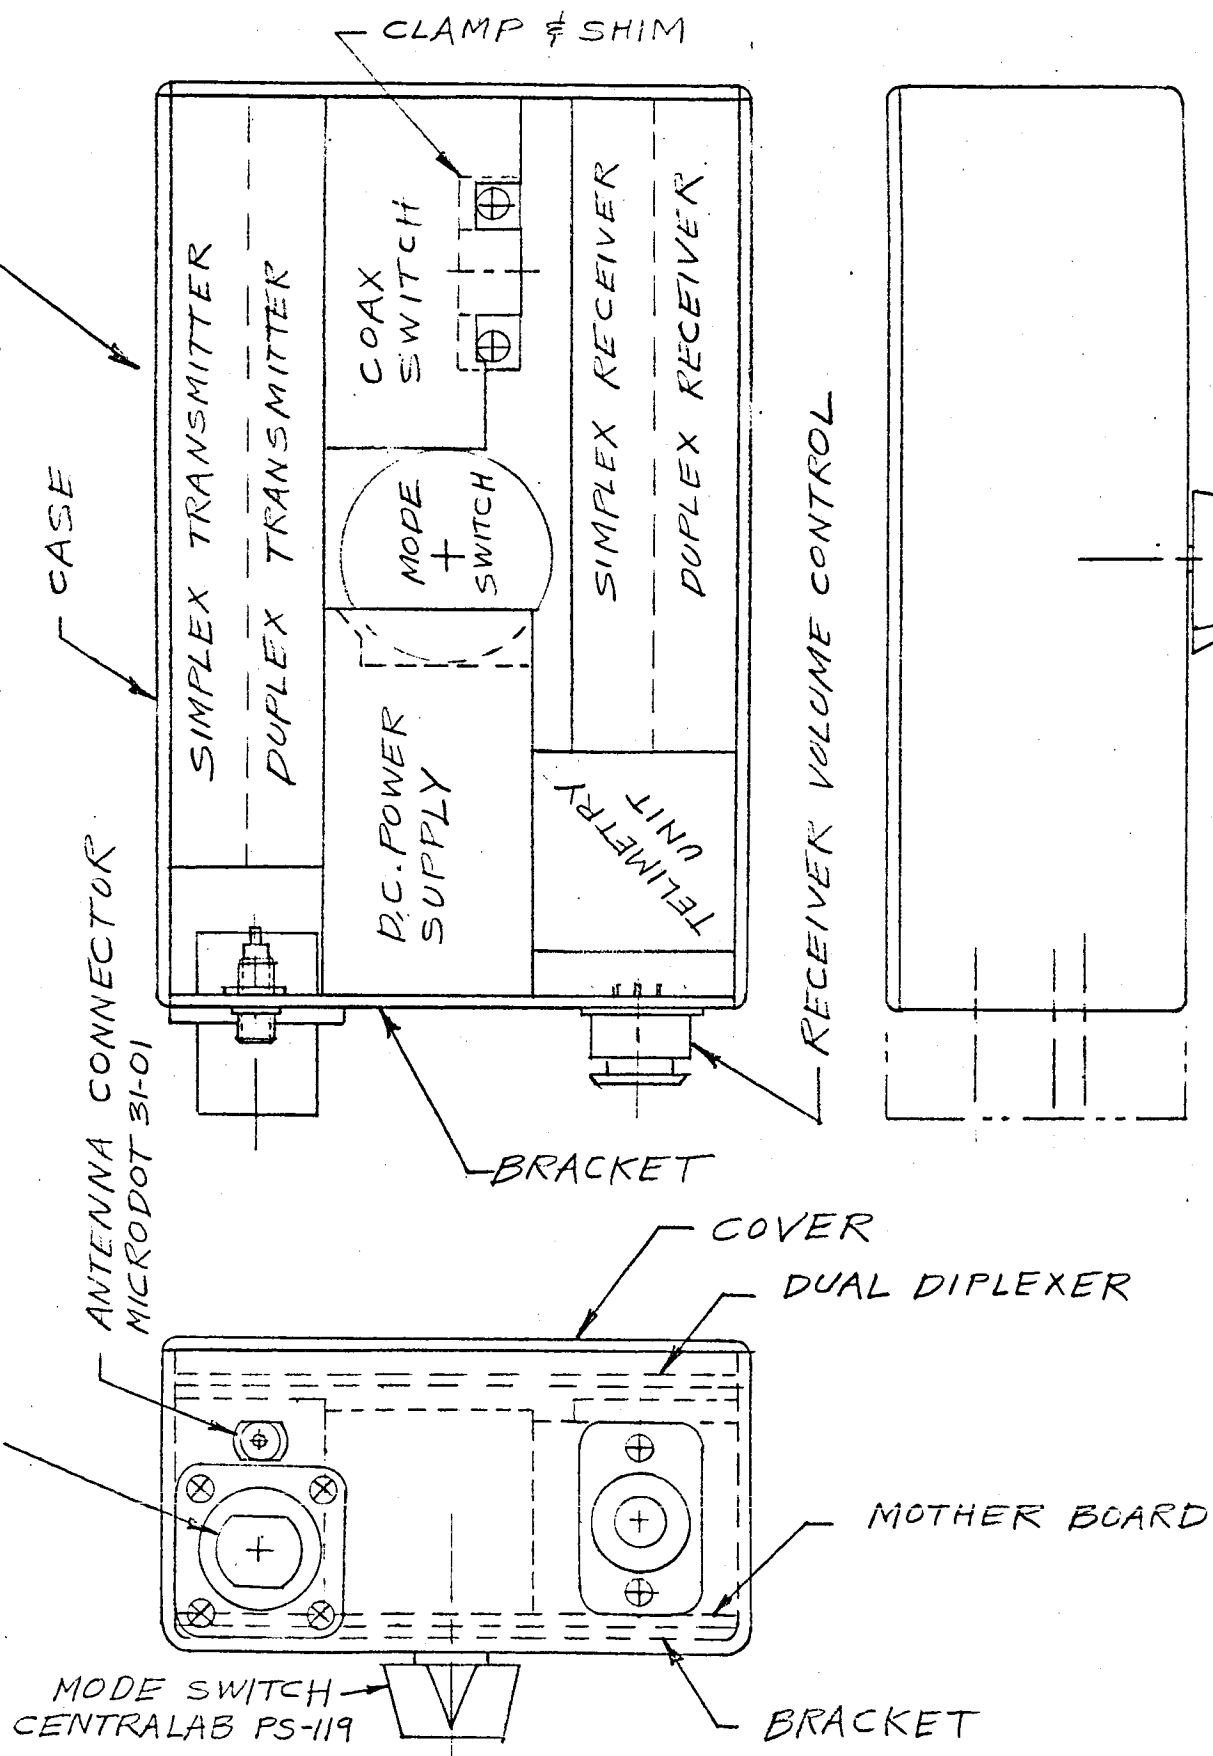 CLAMP & SHIM
SIMPLEX TRANSMITTER
DUPLEX TRANSMITTER
COAX
SWITCH
SIMPLEX RECEIVER
DUPLEX RECEIVER
MODE
SWITCH
CASE
D.C. POWER
SUPPLY
TELIMETRY
UNIT
RECEIVER VOLUME CONTROL
ANTENNA CONNECTOR
MICRODOT 31-01
BRACKET
COVER
DUAL DIPLEXER
MOTHER BOARD
MODE SWITCH
CENTRALAB PS-119
BRACKET